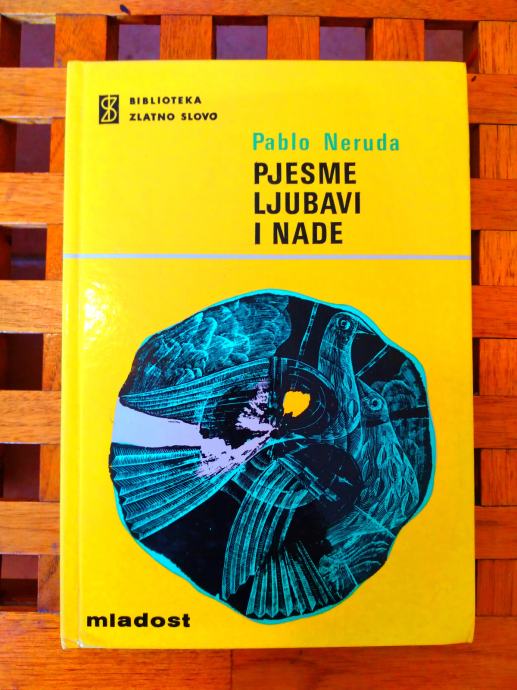 BIBLIOTEKA
ZLATNO SLOVO
Pablo Neruda
PJESME
LJUBAVI
I NADE
mladost